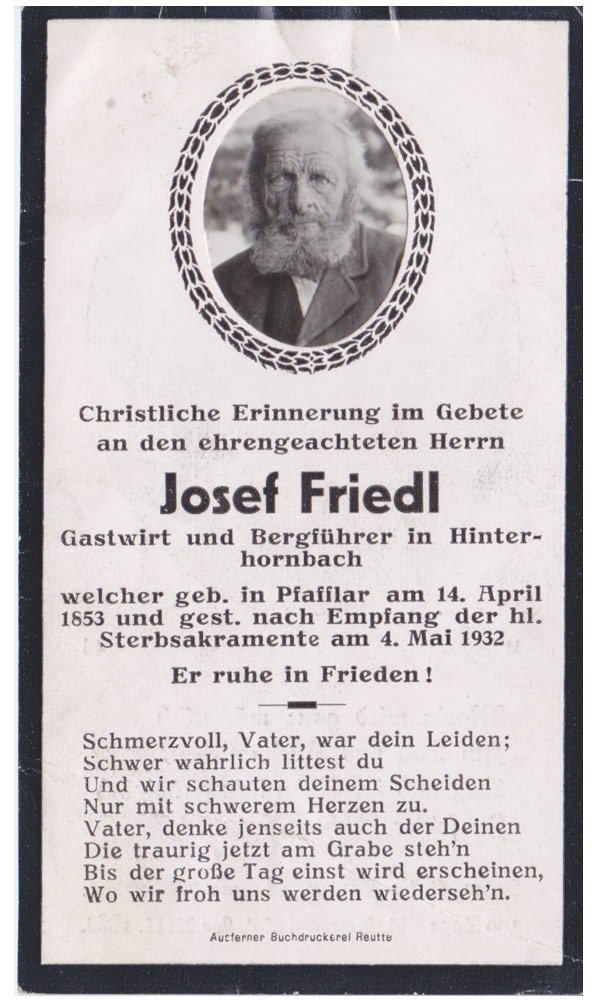 Christliche Erinnerung im Gebete
an den ehrengeachteten Herrn
Josef Friedl
Gastwirt und Bergführer in Hinter-
hornbach
welcher geb. in Pfafflar am 14. April
1853 und gest. nach Empfang der hl.
Sterbsakramente am 4. Mai 1932
Er ruhe in Frieden!
Schmerzvoll, Vater, war dein Leiden;
Schwer wahrlich littest du
Und wir schauten deinem Scheiden
Nur mit schwerem Herzen zu.
Vater, denke jenseits auch der Deinen
Die traurig jetzt am Grabe steh'n
Bis der große Tag einst wird erscheinen,
Wo wir froh uns werden wiederseh'n.
Außferner Buchdruckerei Reutte